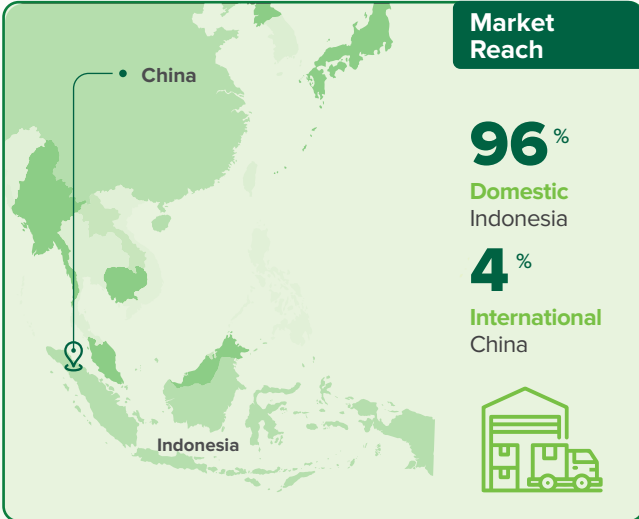 Market
Reach
China
96 %
Domestic
Indonesia
4 %
International
China
Indonesia